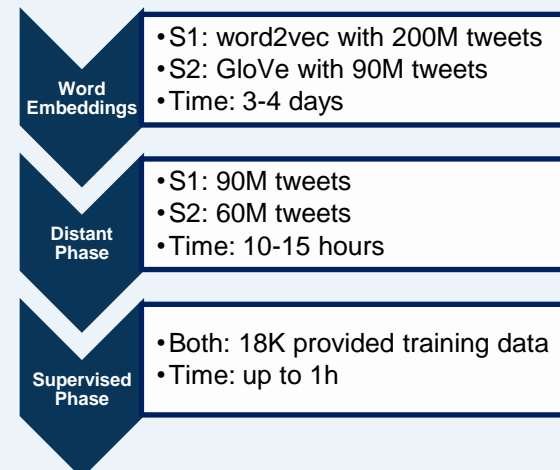 Word
Embeddings
•S1: word2vec with 200M tweets
•S2: GloVe with 90M tweets
•Time: 3-4 days
Distant
Phase
•S1: 90M tweets
•S2: 60M tweets
•Time: 10-15 hours
Supervised
Phase
•Both: 18K provided training data
•Time: up to 1h